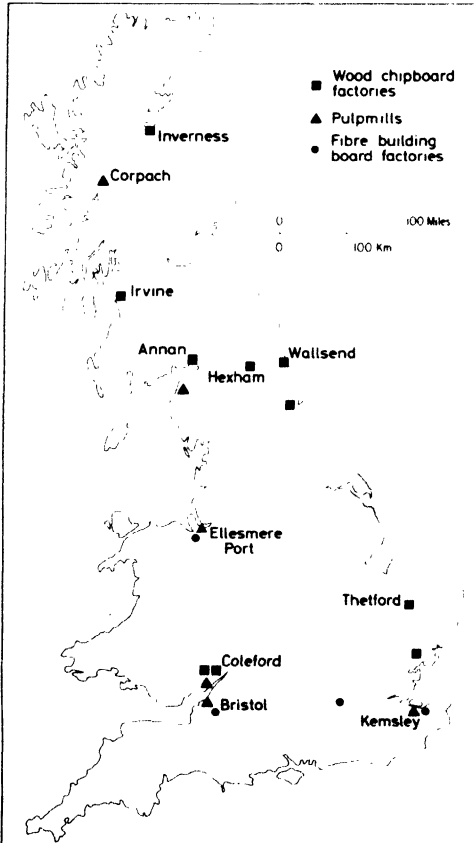 Wood chipboard
factories
Pulpmills
Fibre building
board factories
Inverness
Corpach
0 100 Miles
0 100 Km
Irvine
Annan
Wallsend
Hexham
Ellesmere
Port
Thetford
Coleford
Bristol
Kemsley